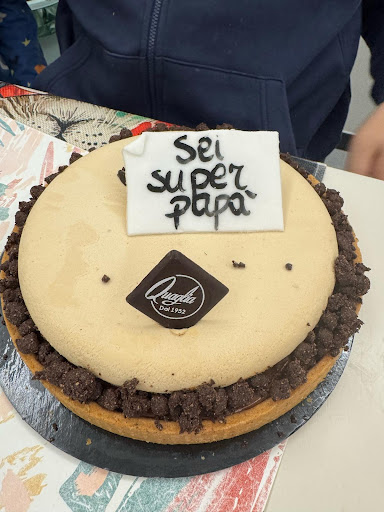 Sei
super
papà
Quaglia
Dal 1952